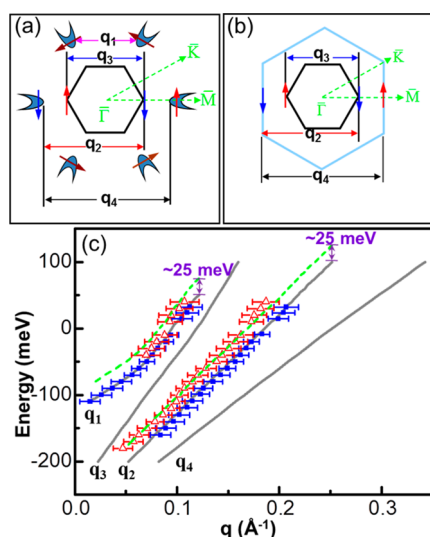 (a)
q₁
q₃
K̄
M̄
Γ̄
q₂
q₄
(b)
q₃
K̄
M̄
Γ̄
q₂
q₄
(c)
~25 meV
~25 meV
100
0
-100
-200
Energy (meV)
q₁
q₃
q₂
q₄
0.0
0.1
0.2
0.3
q (Å⁻¹)